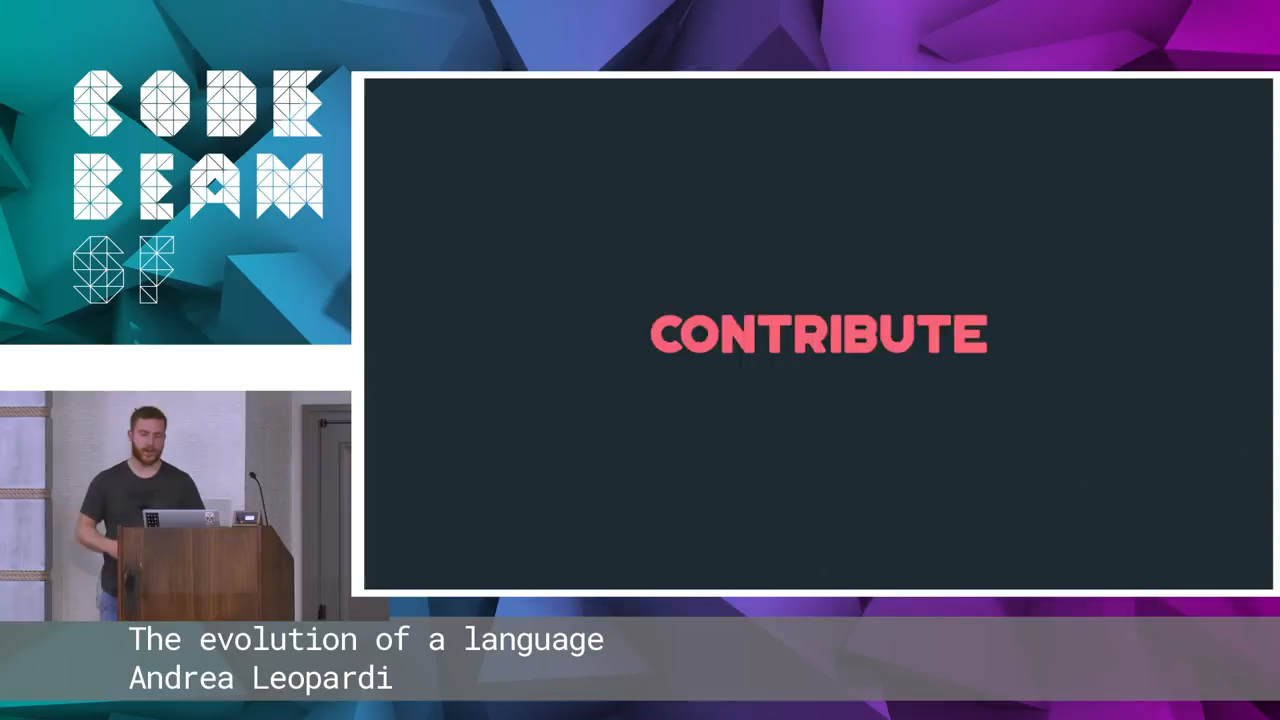 CODE
BEAM
SF
CONTRIBUTE
The evolution of a language
Andrea Leopardi